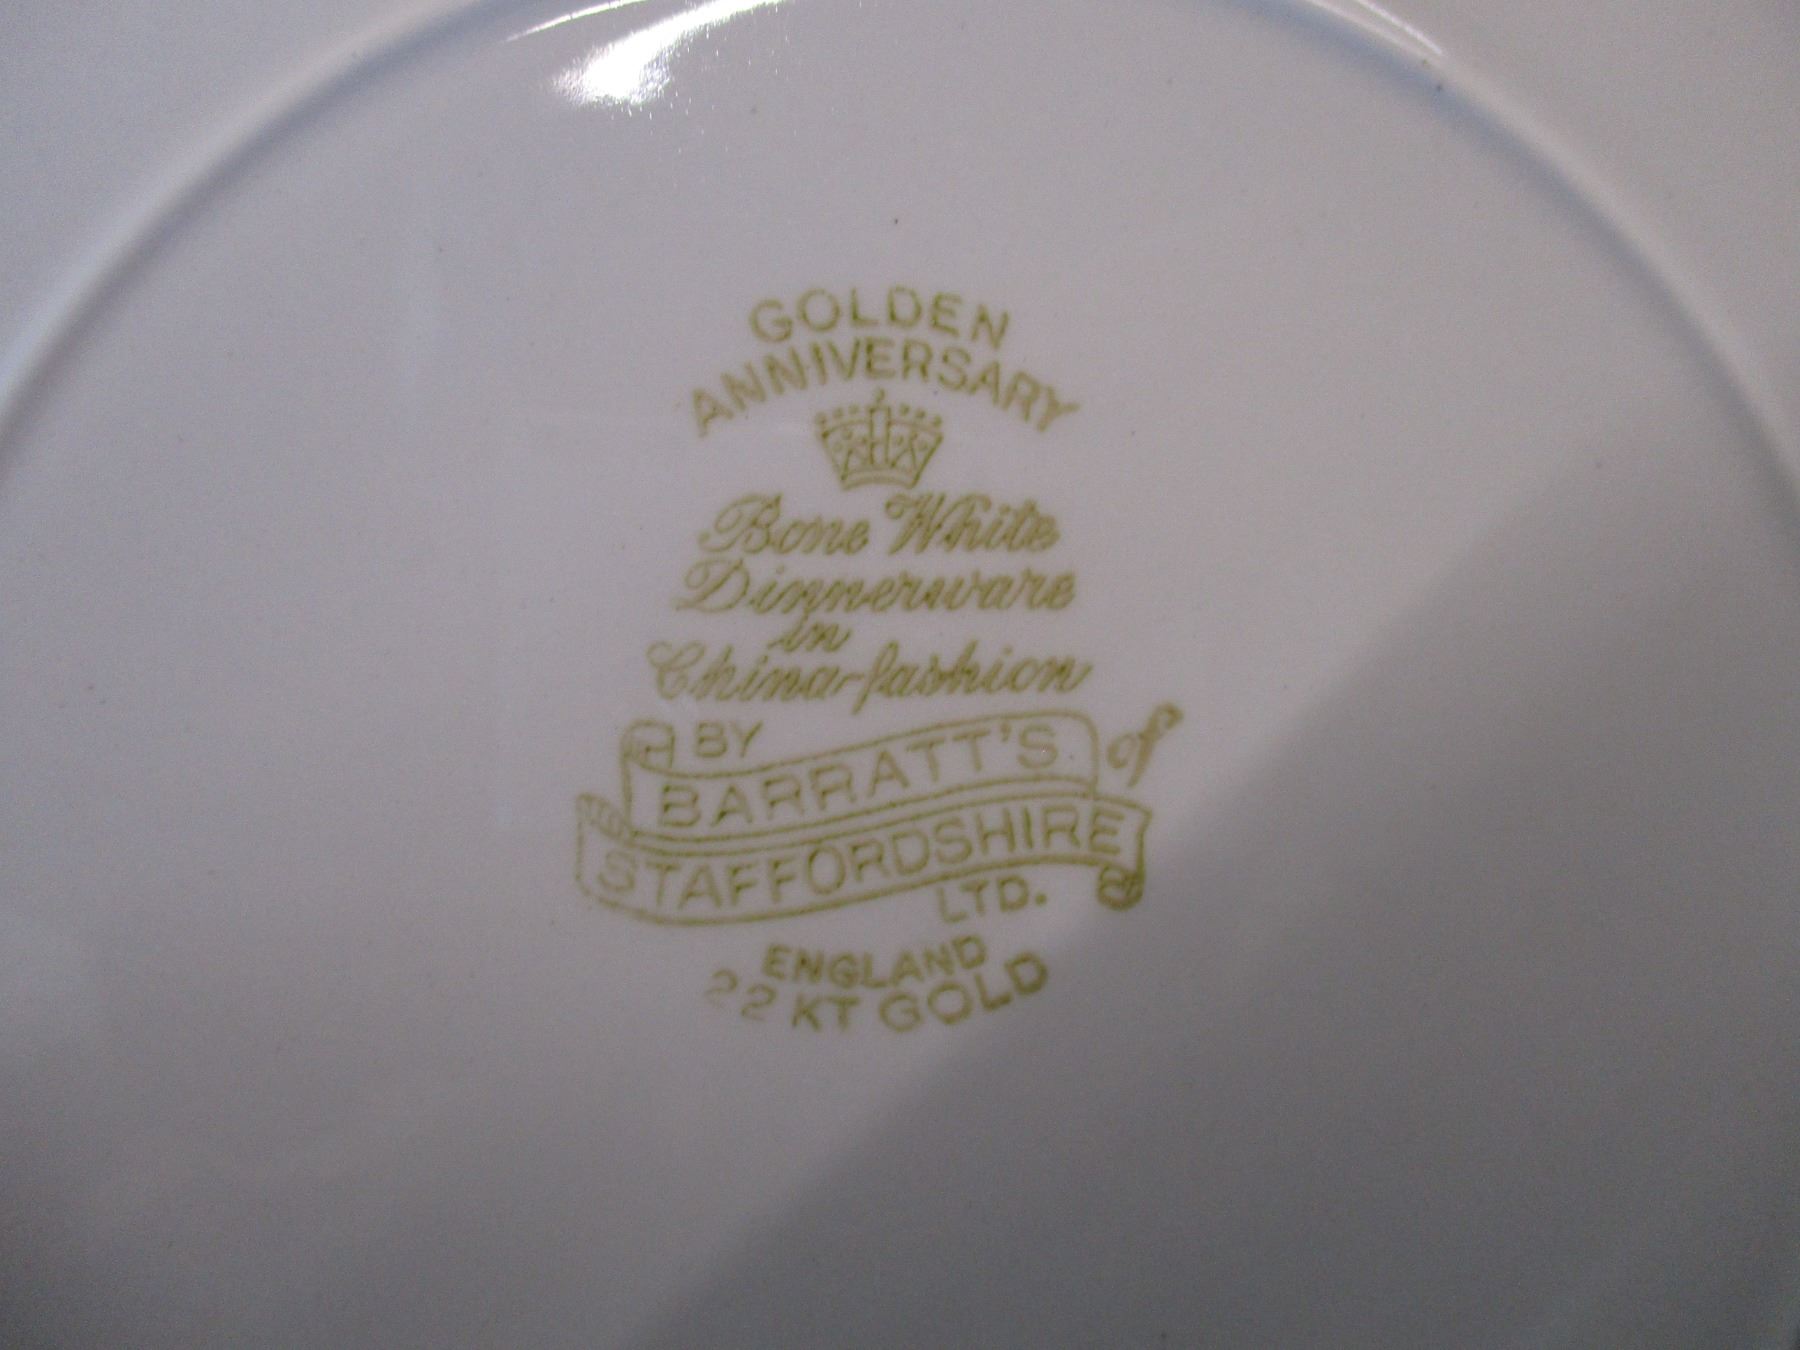 GOLDEN
ANNIVERSARY
Bone White
Dinnerware
in
China-fashion
BY
BARRATT'S of
STAFFORDSHIRE
LTD.
ENGLAND
22 KT GOLD